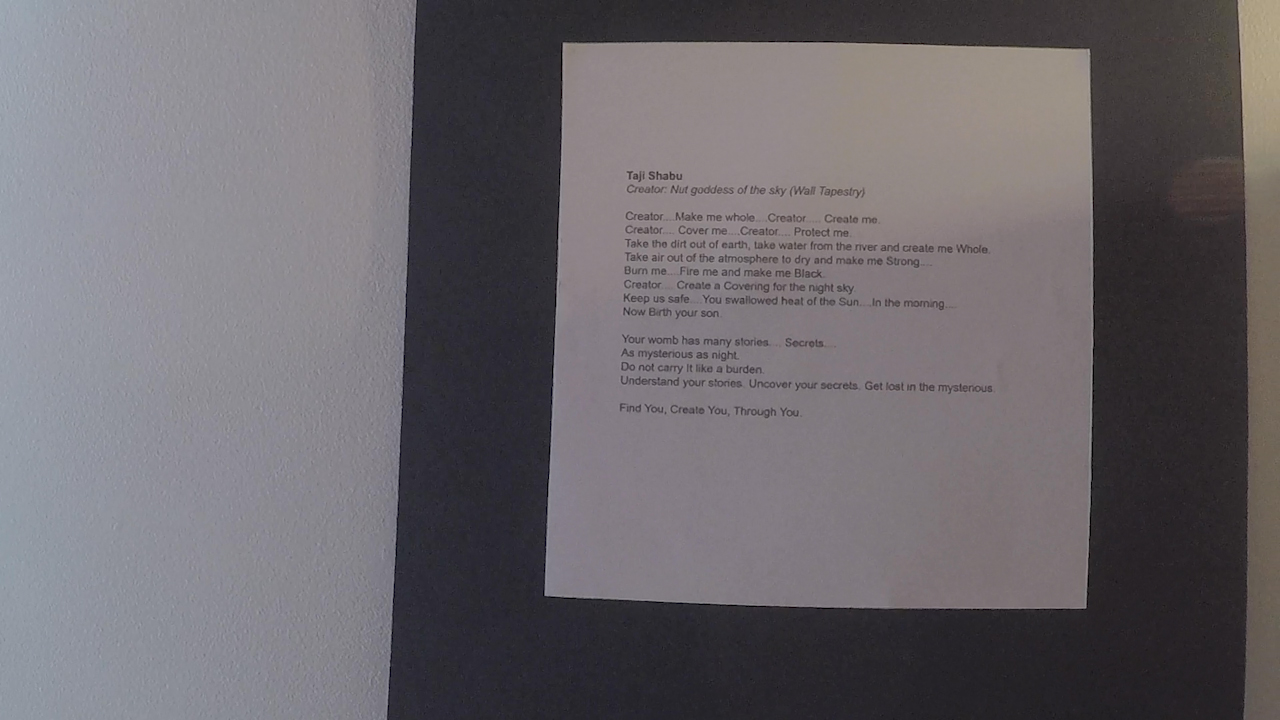 Taji Shabu
Creator: Nut goddess of the sky (Wall Tapestry)
Creator....Make me whole....Creator..... Create me.
Creator.... Cover me....Creator.... Protect me.
Take the dirt out of earth, take water from the river and create me Whole.
Take air out of the atmosphere to dry and make me Strong....
Burn me....Fire me and make me Black.
Creator.... Create a Covering for the night sky.
Keep us safe....You swallowed heat of the Sun....In the morning....
Now Birth your son.
Your womb has many stories.... Secrets....
As mysterious as night.
Do not carry It like a burden.
Understand your stories. Uncover your secrets. Get lost in the mysterious.
Find You, Create You, Through You.